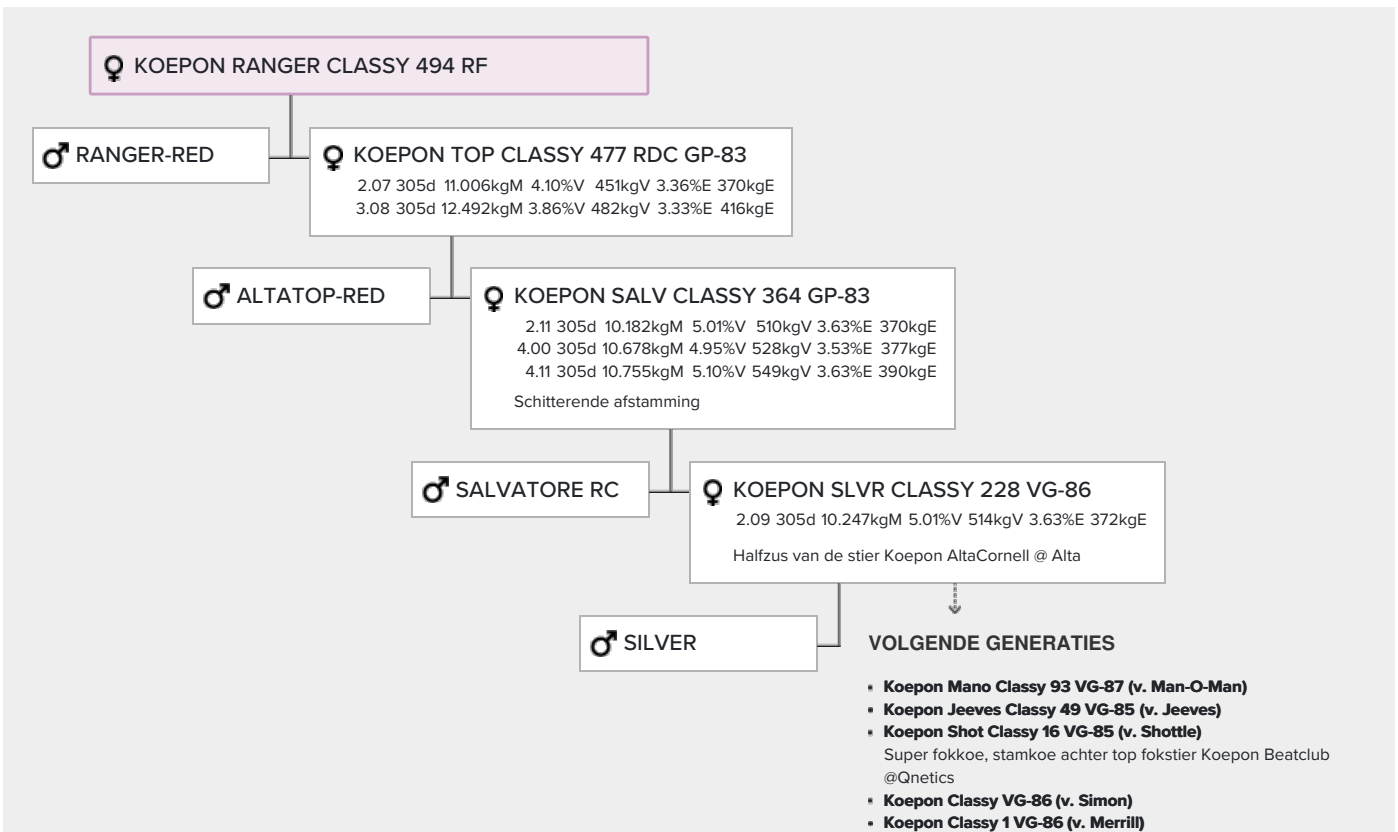 KOEPON RANGER CLASSY 494 RF
RANGER-RED
KOEPON TOP CLASSY 477 RDC GP-83
2.07 305d 11.006kgM 4.10%V 451kgV 3.36%E 370kgE
3.08 305d 12.492kgM 3.86%V 482kgV 3.33%E 416kgE
ALTATOP-RED
KOEPON SALV CLASSY 364 GP-83
2.11 305d 10.182kgM 5.01%V 510kgV 3.63%E 370kgE
4.00 305d 10.678kgM 4.95%V 528kgV 3.53%E 377kgE
4.11 305d 10.755kgM 5.10%V 549kgV 3.63%E 390kgE
Schitterende afstamming
SALVATORE RC
KOEPON SLVR CLASSY 228 VG-86
2.09 305d 10.247kgM 5.01%V 514kgV 3.63%E 372kgE
Halfzus van de stier Koepon AltaCornell @ Alta
SILVER
VOLGENDE GENERATIES
▪ Koepon Mano Classy 93 VG-87 (v. Man-O-Man)
▪ Koepon Jeeves Classy 49 VG-85 (v. Jeeves)
▪ Koepon Shot Classy 16 VG-85 (v. Shottle)
Super fokkoe, stamkoe achter top fokstier Koepon Beatclub
@Qnetics
▪ Koepon Classy VG-86 (v. Simon)
▪ Koepon Classy 1 VG-86 (v. Merrill)